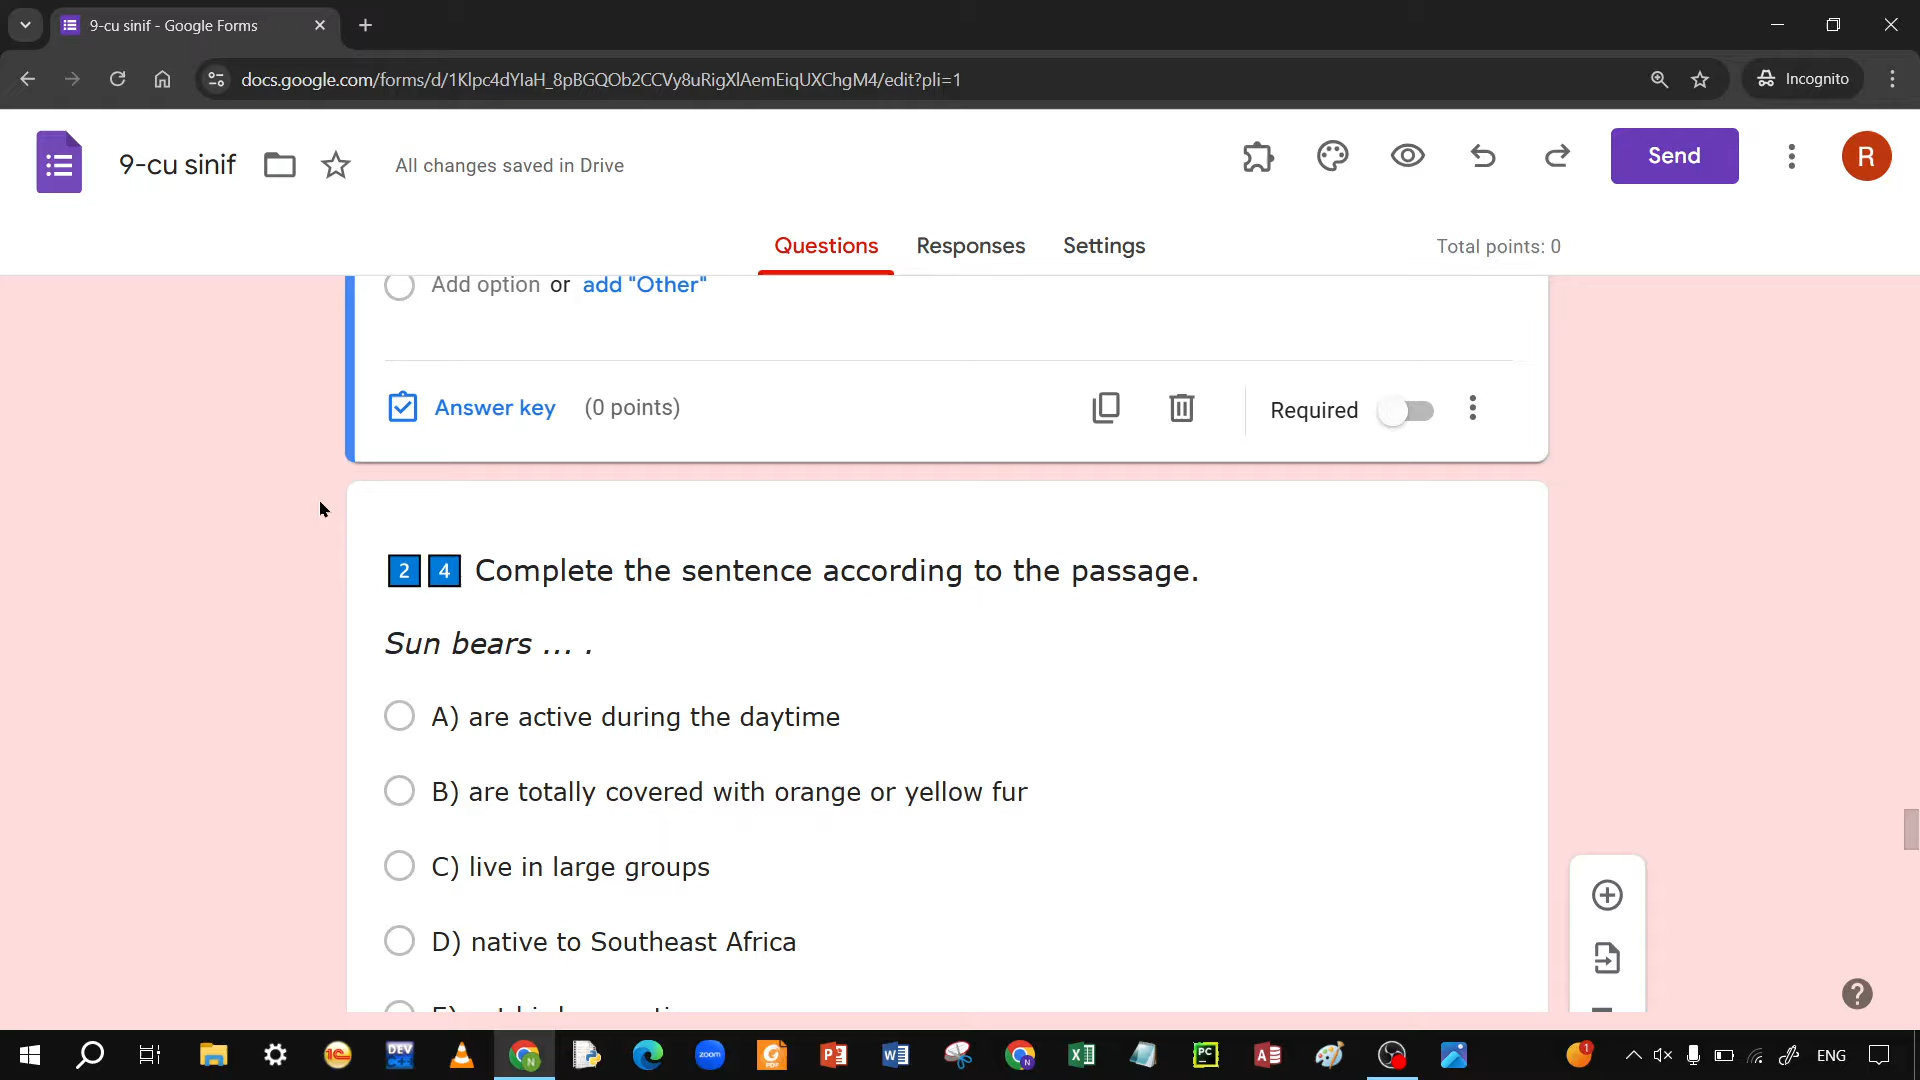 9-cu sinif - Google Forms
docs.google.com/forms/d/1Klpc4dYIaH_8pBGQOb2CCVy8uRigXlAemEiqUXChgM4/edit?pli=1
Incognito
9-cu sinif
All changes saved in Drive
Send
R
Questions
Responses
Settings
Total points: 0
Add option or add "Other"
Answer key
(0 points)
Required
2 4 Complete the sentence according to the passage.
Sun bears ... .
A) are active during the daytime
B) are totally covered with orange or yellow fur
C) live in large groups
D) native to Southeast Africa
ENG